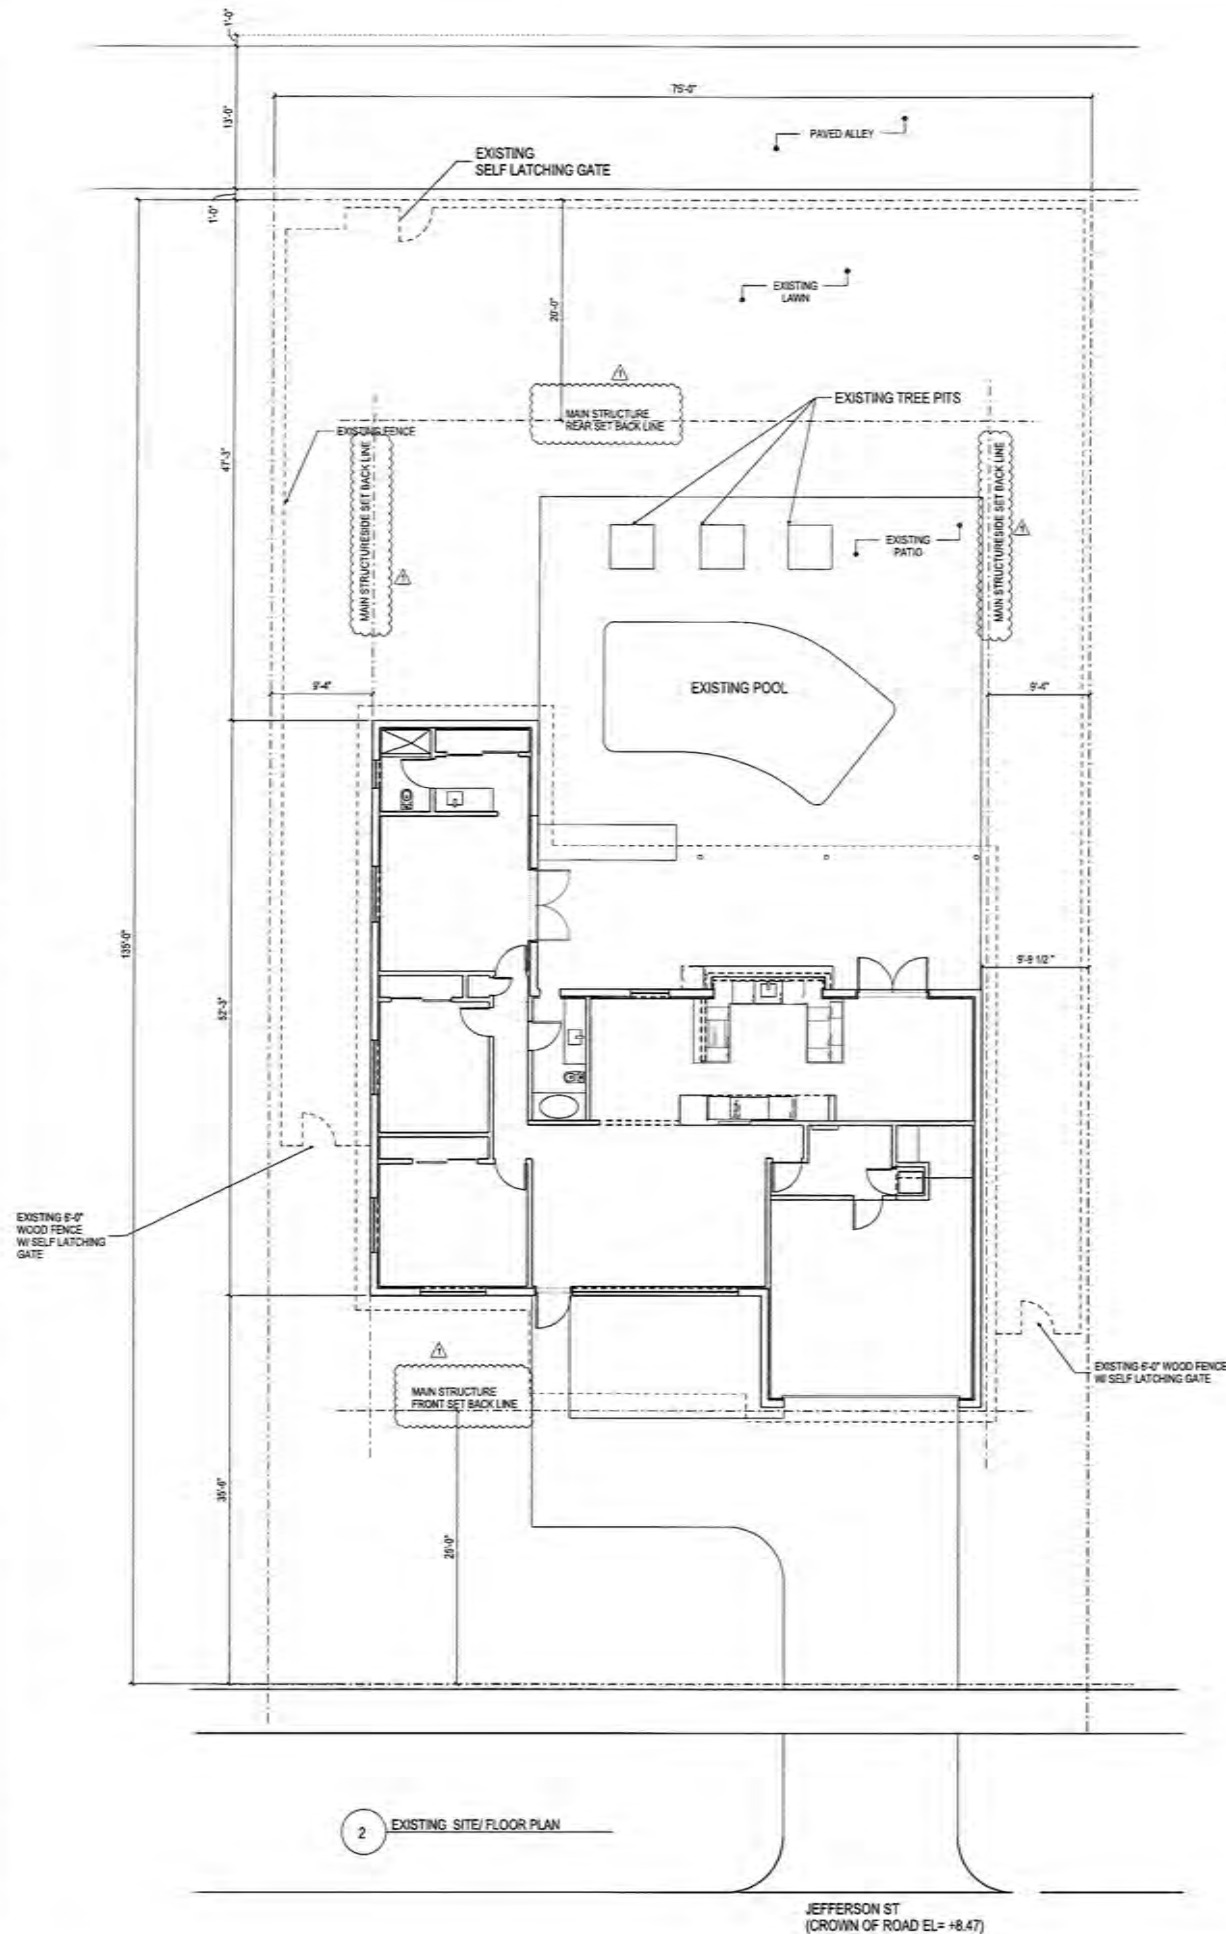 1'-0"
75'-0"
13'-0"
PAVED ALLEY
EXISTING
SELF LATCHING GATE
1'-0"
EXISTING
LAWN
20'-0"
EXISTING TREE PITS
MAIN STRUCTURE
REAR SET BACK LINE
EXISTING FENCE
47'-3"
MAIN STRUCTURESIDE SET BACK LINE
MAIN STRUCTURESIDE SET BACK LINE
EXISTING
PATIO
9'-4"
EXISTING POOL
9'-4"
135'-0"
52'-3"
9'-9 1/2"
EXISTING 6'-0"
WOOD FENCE
W/ SELF LATCHING
GATE
EXISTING 6'-0" WOOD FENCE
W/ SELF LATCHING GATE
MAIN STRUCTURE
FRONT SET BACK LINE
35'-6"
25'-0"
2
EXISTING SITE/ FLOOR PLAN
JEFFERSON ST
(CROWN OF ROAD EL= +8.47)